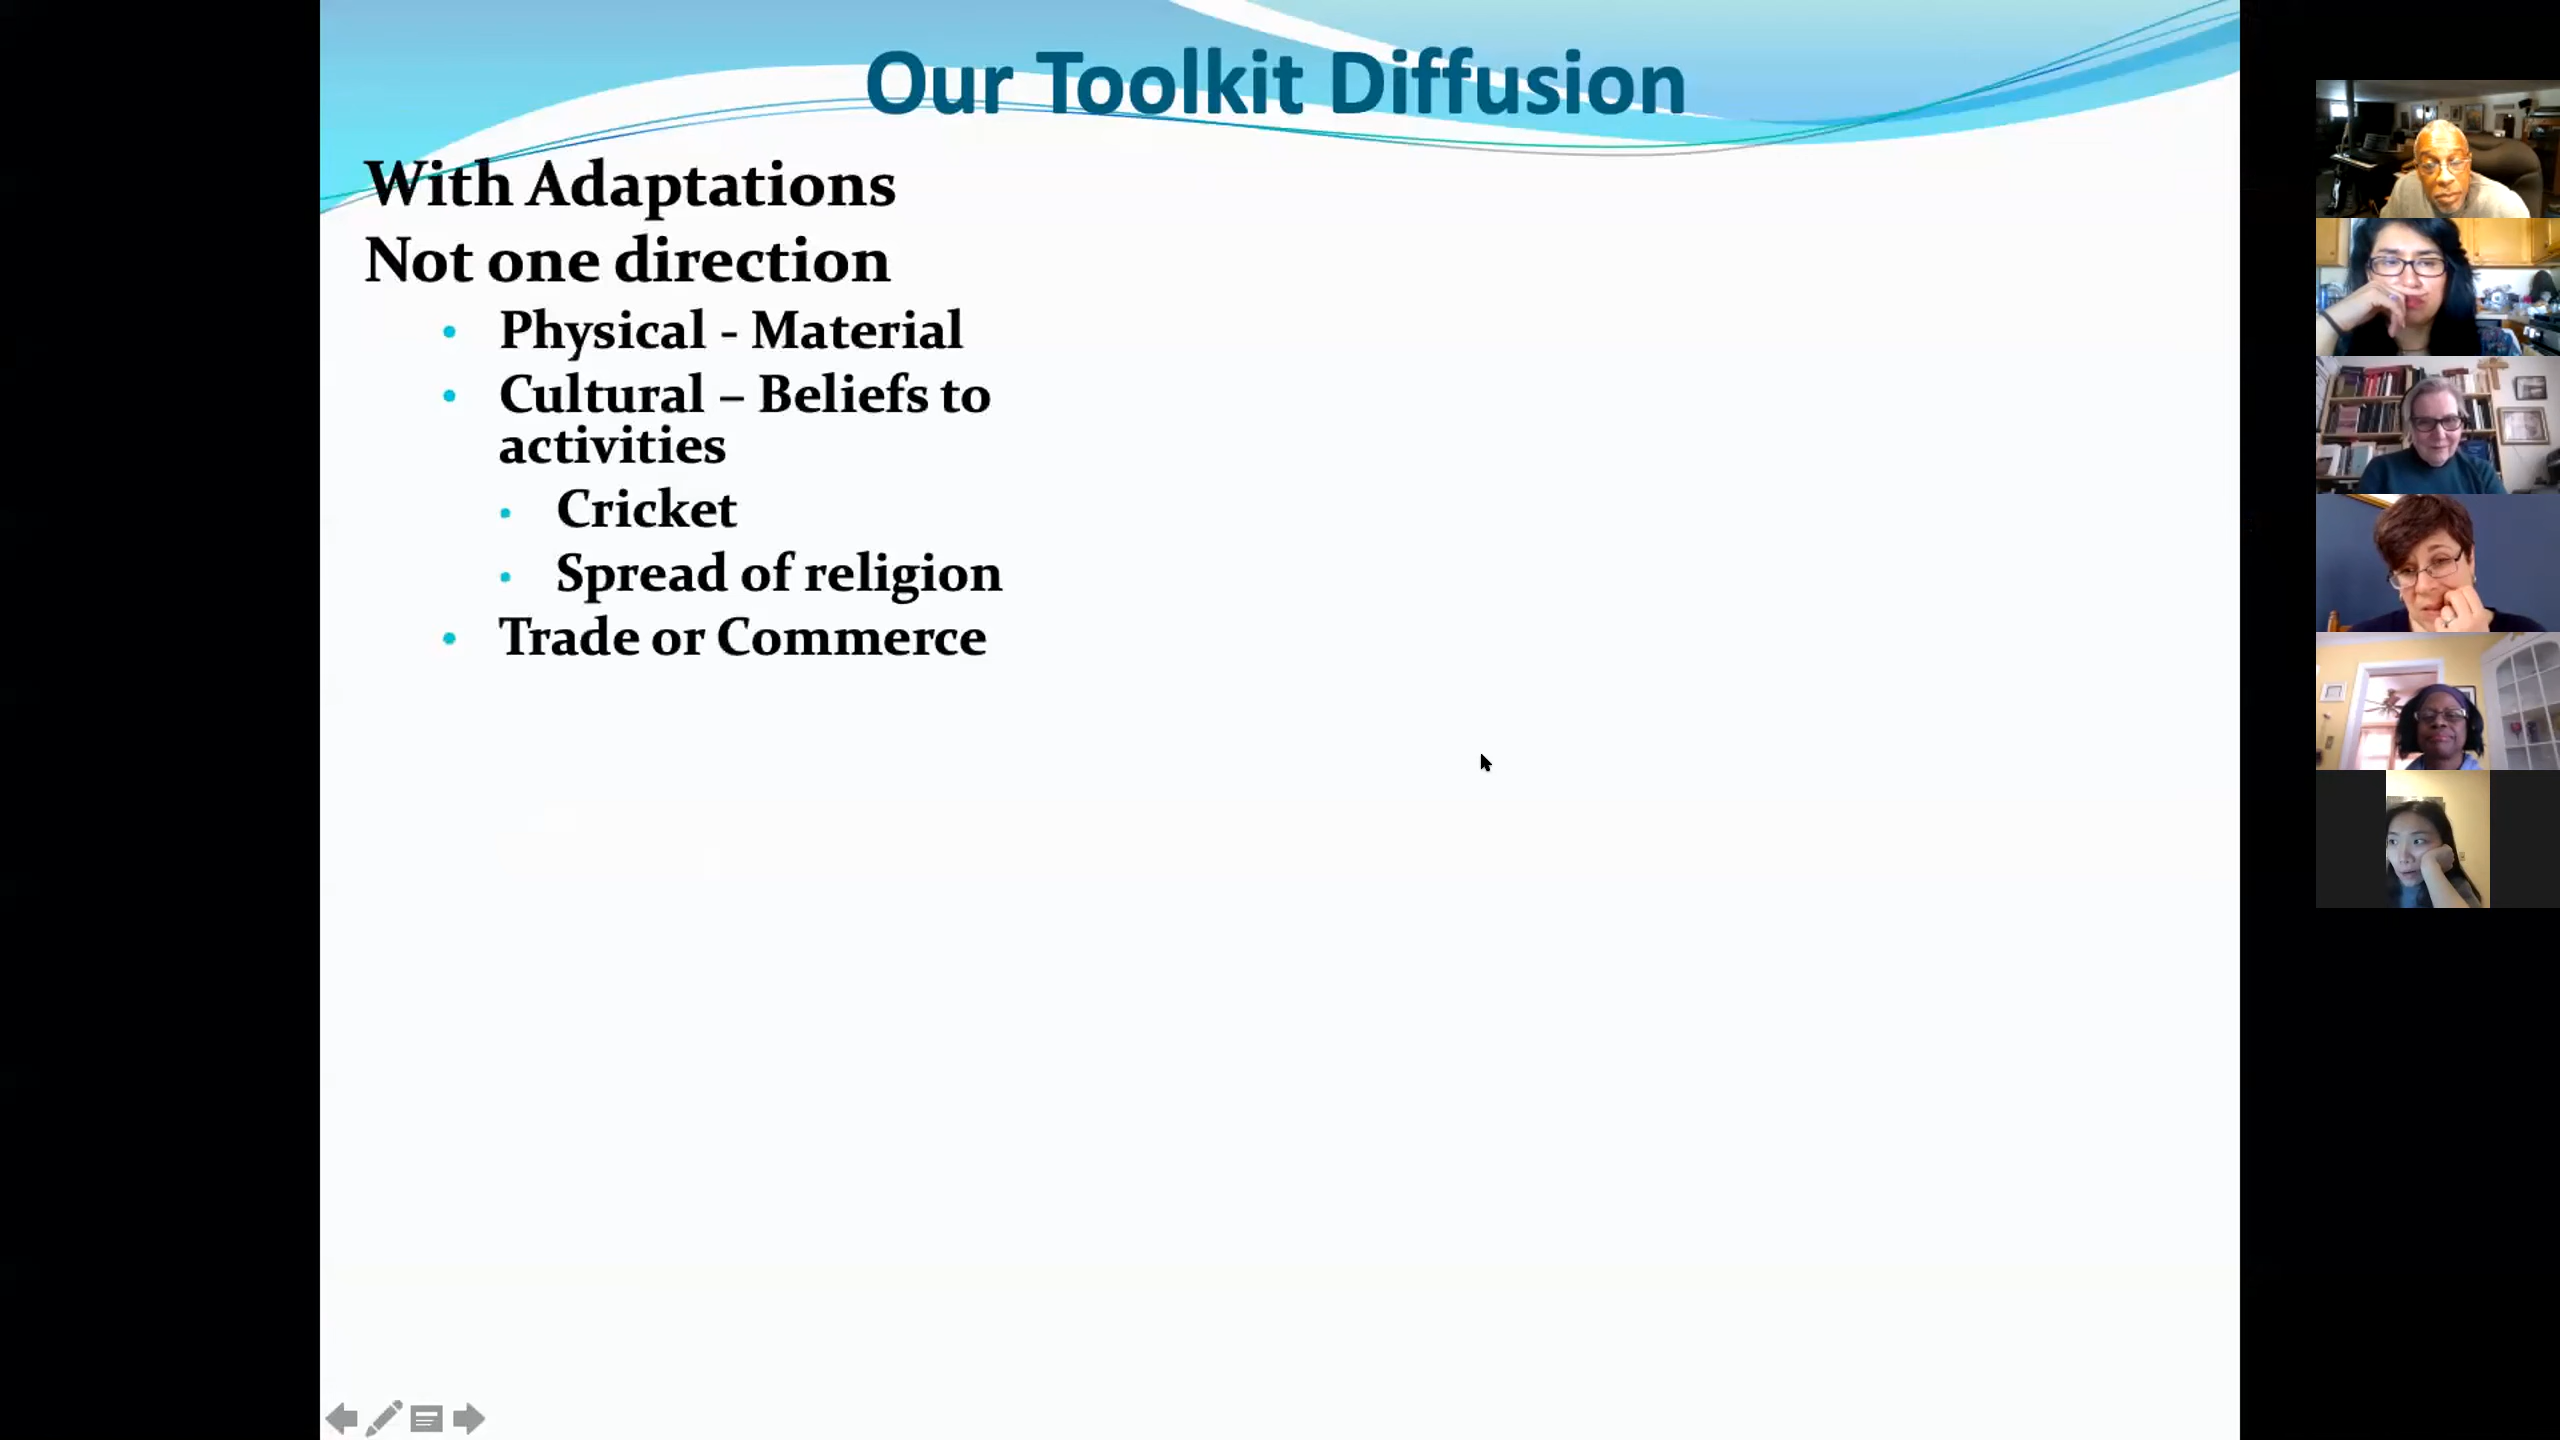 Our Toolkit Diffusion
With Adaptations
Not one direction
Physical - Material
Cultural – Beliefs to
activities
Cricket
Spread of religion
Trade or Commerce